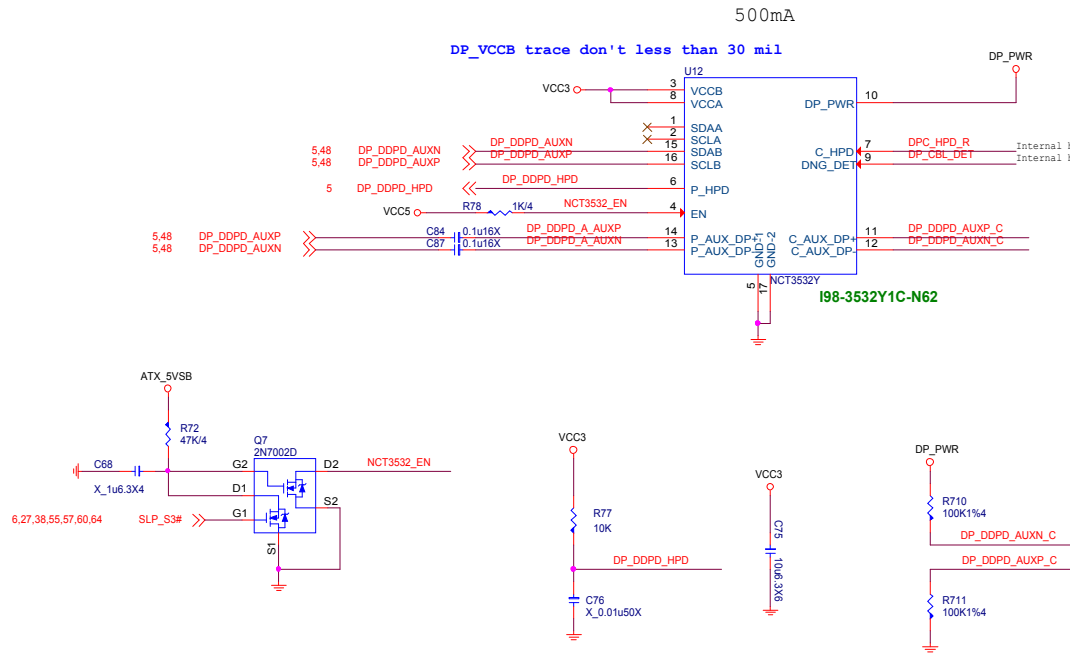 500mA
DP_VCCB trace don't less than 30 mil
DP_PWR
U12
VCC3
3
8
VCCB
VCCA
DP_PWR
10
1
2
SDAA
SCLA
5,48 DP_DDPD_AUXN DP_DDPD_AUXN 15 SDAB
5,48 DP_DDPD_AUXP DP_DDPD_AUXP 16 SCLB
C_HPD 7 DPC_HPD_R Internal
DNG_DET 9 DP_CBL_DET Internal
5 DP_DDPD_HPD DP_DDPD_HPD 6 P_HPD
VCC5 R78 1K/4 NCT3532_EN 4 EN
5,48 DP_DDPD_AUXP C84 0.1u16X DP_DDPD_A_AUXP 14 P_AUX_DP+
5,48 DP_DDPD_AUXN C87 0.1u16X DP_DDPD_A_AUXN 13 P_AUX_DP-
C_AUX_DP+ 11 DP_DDPD_AUXP_C
C_AUX_DP- 12 DP_DDPD_AUXN_C
GND-1
GND-2
5
17
NCT3532Y
I98-3532Y1C-N62
ATX_5VSB
R72
47K/4
Q7
2N7002D
C68
X_1u6.3X4
G2
D2
NCT3532_EN
D1
S2
6,27,38,55,57,60,64 SLP_S3# G1
S1
VCC3
R77
10K
DP_DDPD_HPD
C76
X_0.01u50X
VCC3
C75
10u6.3X6
DP_PWR
R710
100K1%4
DP_DDPD_AUXN_C
DP_DDPD_AUXP_C
R711
100K1%4